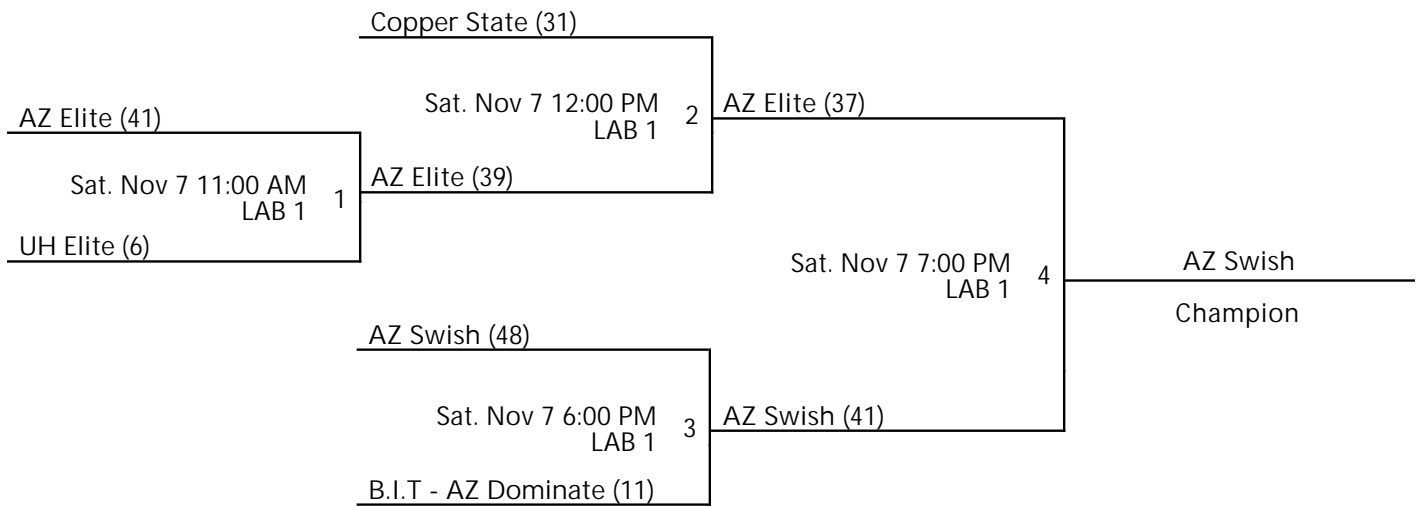 Copper State (31)
AZ Elite (41)
Sat. Nov 7 12:00 PM
LAB 1
2
AZ Elite (37)
Sat. Nov 7 11:00 AM
LAB 1
1
AZ Elite (39)
UH Elite (6)
Sat. Nov 7 7:00 PM
LAB 1
4
AZ Swish
Champion
AZ Swish (48)
Sat. Nov 7 6:00 PM
LAB 1
3
AZ Swish (41)
B.I.T - AZ Dominate (11)